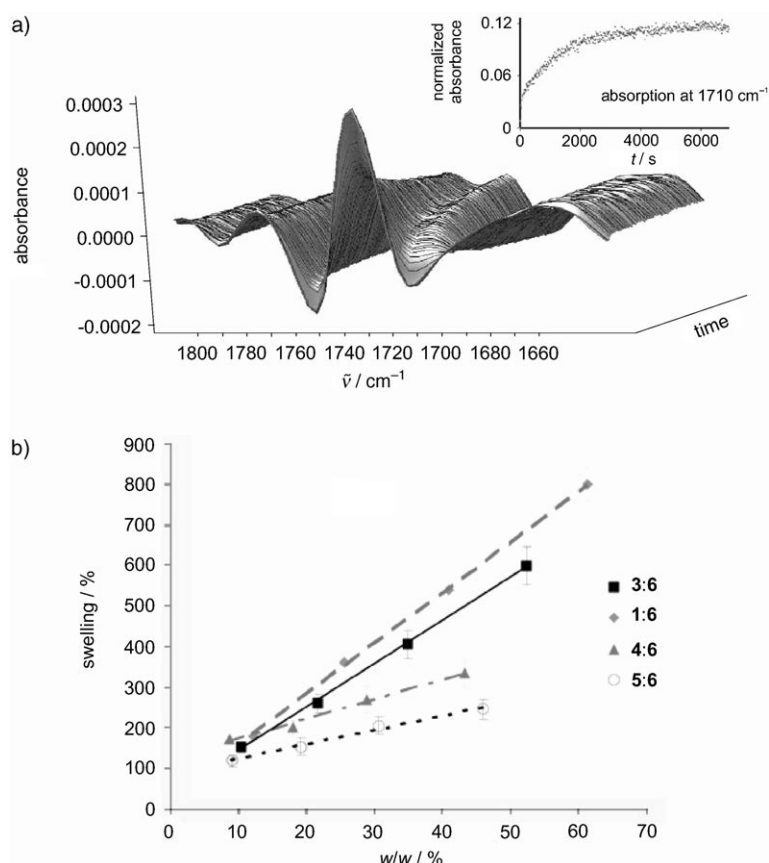 a)
0.12
0.06
0
normalized
absorbance
absorption at 1710 cm⁻¹
0 2000 4000 6000
t / s
0.0003
0.0002
0.0001
0.0000
-0.0001
-0.0002
absorbance
1800 1780 1760 1740 1720 1700 1680 1660
ṽ / cm⁻¹
time
b)
900
800
700
600
500
400
300
200
100
0
swelling / %
3:6
1:6
4:6
5:6
0 10 20 30 40 50 60 70
w/w / %